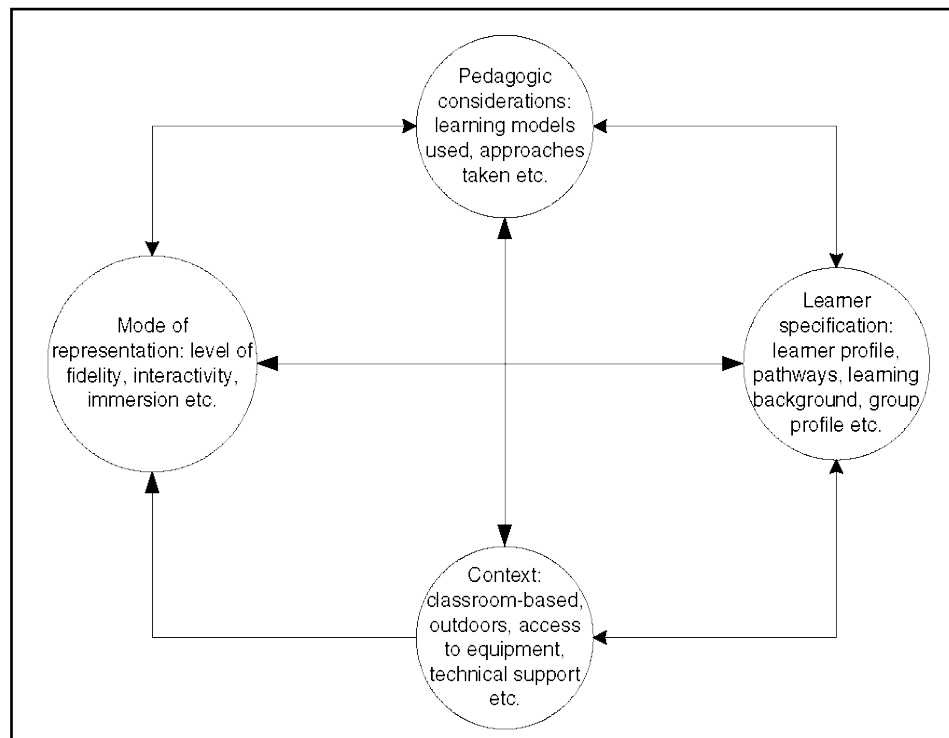 Pedagogic
considerations:
learning models
used, approaches
taken etc.
Mode of
representation: level of
fidelity, interactivity,
immersion etc.
Learner
specification:
learner profile,
pathways, learning
background, group
profile etc.
Context:
classroom-based,
outdoors, access
to equipment,
technical support
etc.